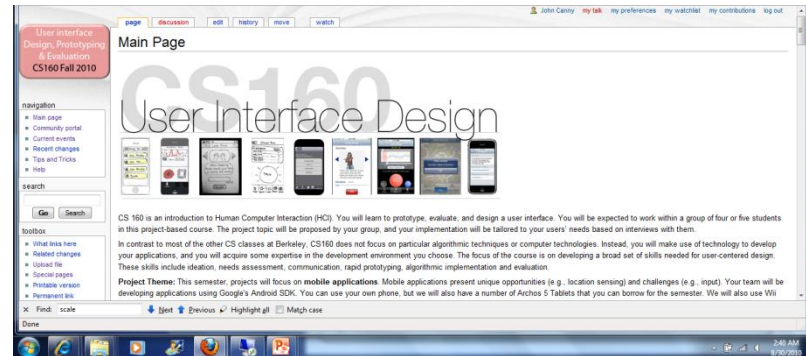 John Canny my talk my preferences my watchlist my contributions log out
page discussion edit history move watch
User interface
Design, Prototyping
& Evaluation
CS160 Fall 2010
Main Page
CS160
User Interface Design
navigation
Main page
Community portal
Current events
Recent changes
Tips and Tricks
Help
search
Go Search
toolbox
What links here
Related changes
Upload file
Special pages
Printable version
Permanent link
CS 160 is an introduction to Human Computer Interaction (HCI). You will learn to prototype, evaluate, and design a user interface. You will be expected to work within a group of four or five students
in this project-based course. The project topic will be proposed by your group, and your implementation will be tailored to your users' needs based on interviews with them.
In contrast to most of the other CS classes at Berkeley, CS160 does not focus on particular algorithmic techniques or computer technologies. Instead, you will make use of technology to develop
your applications, and you will acquire some expertise in the development environment you choose. The focus of the course is on developing a broad set of skills needed for user-centered design.
These skills include ideation, needs assessment, communication, rapid prototyping, algorithmic implementation and evaluation.
Project Theme: This semester, projects will focus on mobile applications. Mobile applications present unique opportunities (e.g., location sensing) and challenges (e.g., input). Your team will be
developing applications using Google's Android SDK. You can use your own phone, but we will also have a number of Archos 5 Tablets that you can borrow for the semester. We will also use Wii
Find: scale Next Previous Highlight all Match case
Done
2:40 AM
8/30/2010